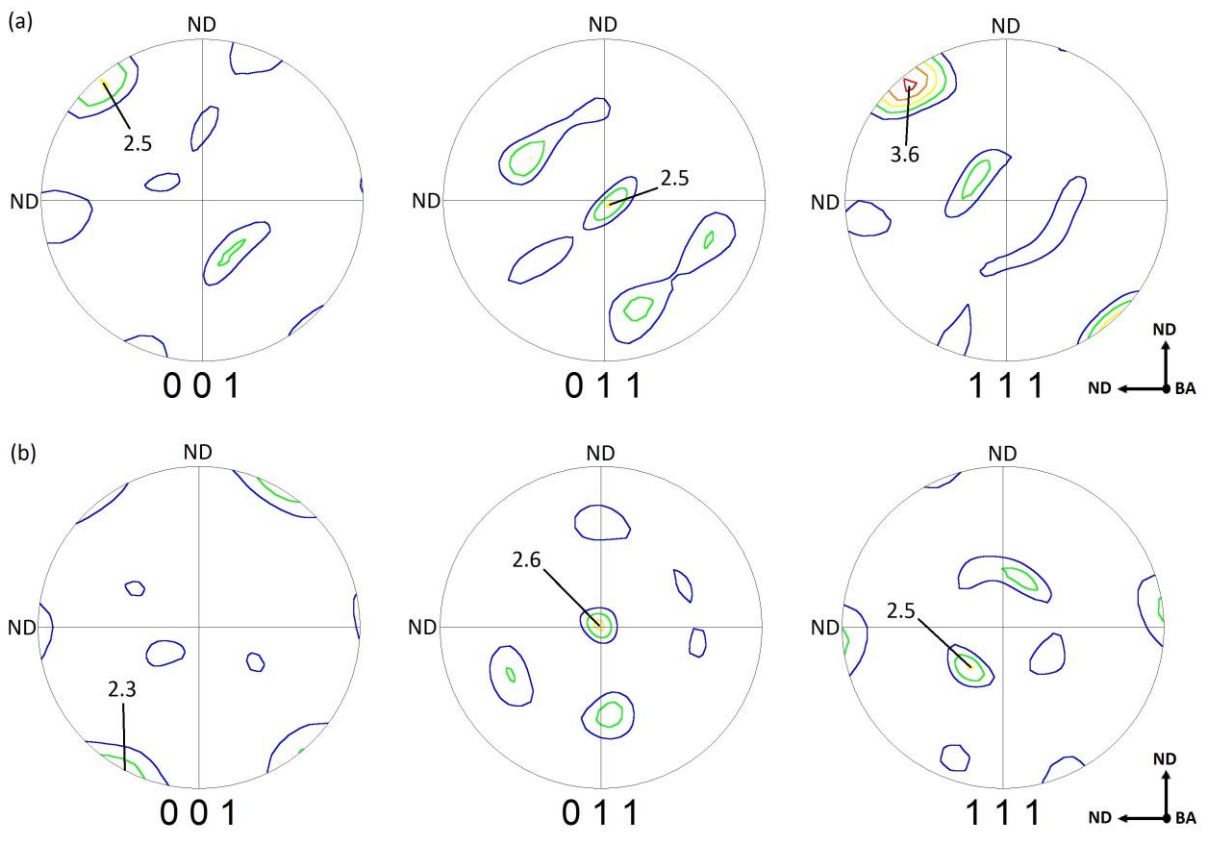 (a)
ND ND ND
2.5 2.5 3.6
ND ND ND
0 0 1 0 1 1 1 1 1
ND
ND BA
(b)
ND ND ND
2.6
2.5
ND ND ND
2.3
0 0 1 0 1 1 1 1 1
ND
ND BA